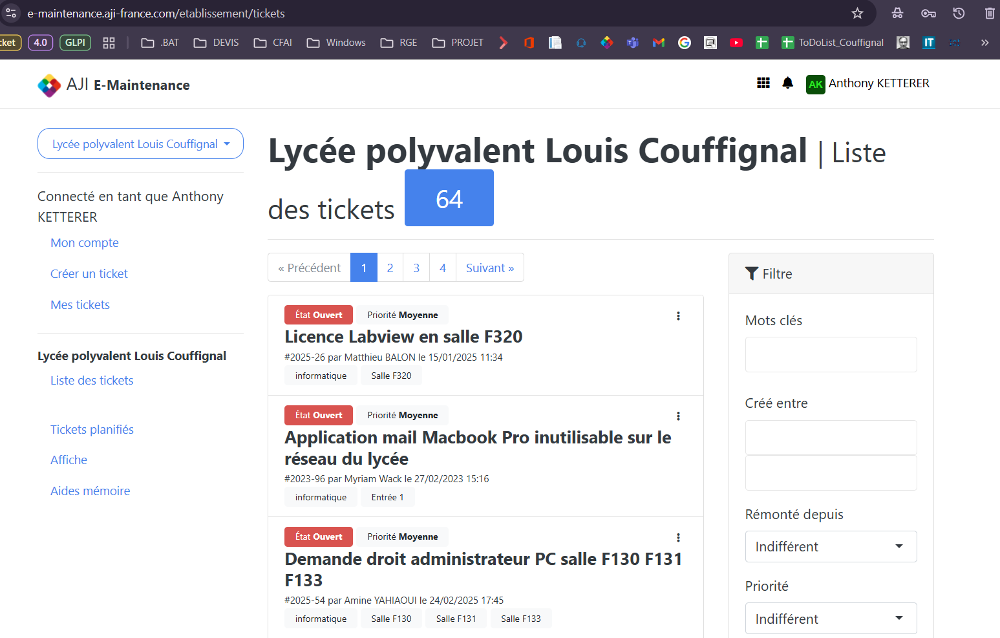 e-maintenance.aji-france.com/etablissement/tickets
cket 4.0 GLPI .BAT DEVIS CFAI Windows RGE PROJET ToDoList_Couffignal IT »
AJI E-Maintenance
AK Anthony KETTERER
Lycée polyvalent Louis Couffignal
Connecté en tant que Anthony
KETTERER
Mon compte
Créer un ticket
Mes tickets
Lycée polyvalent Louis Couffignal
Liste des tickets
Tickets planifiés
Affiche
Aides mémoire
Lycée polyvalent Louis Couffignal | Liste
des tickets 64
« Précédent 1 2 3 4 Suivant »
État Ouvert Priorité Moyenne
Licence Labview en salle F320
#2025-26 par Matthieu BALON le 15/01/2025 11:34
informatique Salle F320
État Ouvert Priorité Moyenne
Application mail Macbook Pro inutilisable sur le
réseau du lycée
#2023-96 par Myriam Wack le 27/02/2023 15:16
informatique Entrée 1
État Ouvert Priorité Moyenne
Demande droit administrateur PC salle F130 F131
F133
#2025-54 par Amine YAHIAOUI le 24/02/2025 17:45
informatique Salle F130 Salle F131 Salle F133
Filtre
Mots clés
Créé entre
Rémonté depuis
Indifférent
Priorité
Indifférent